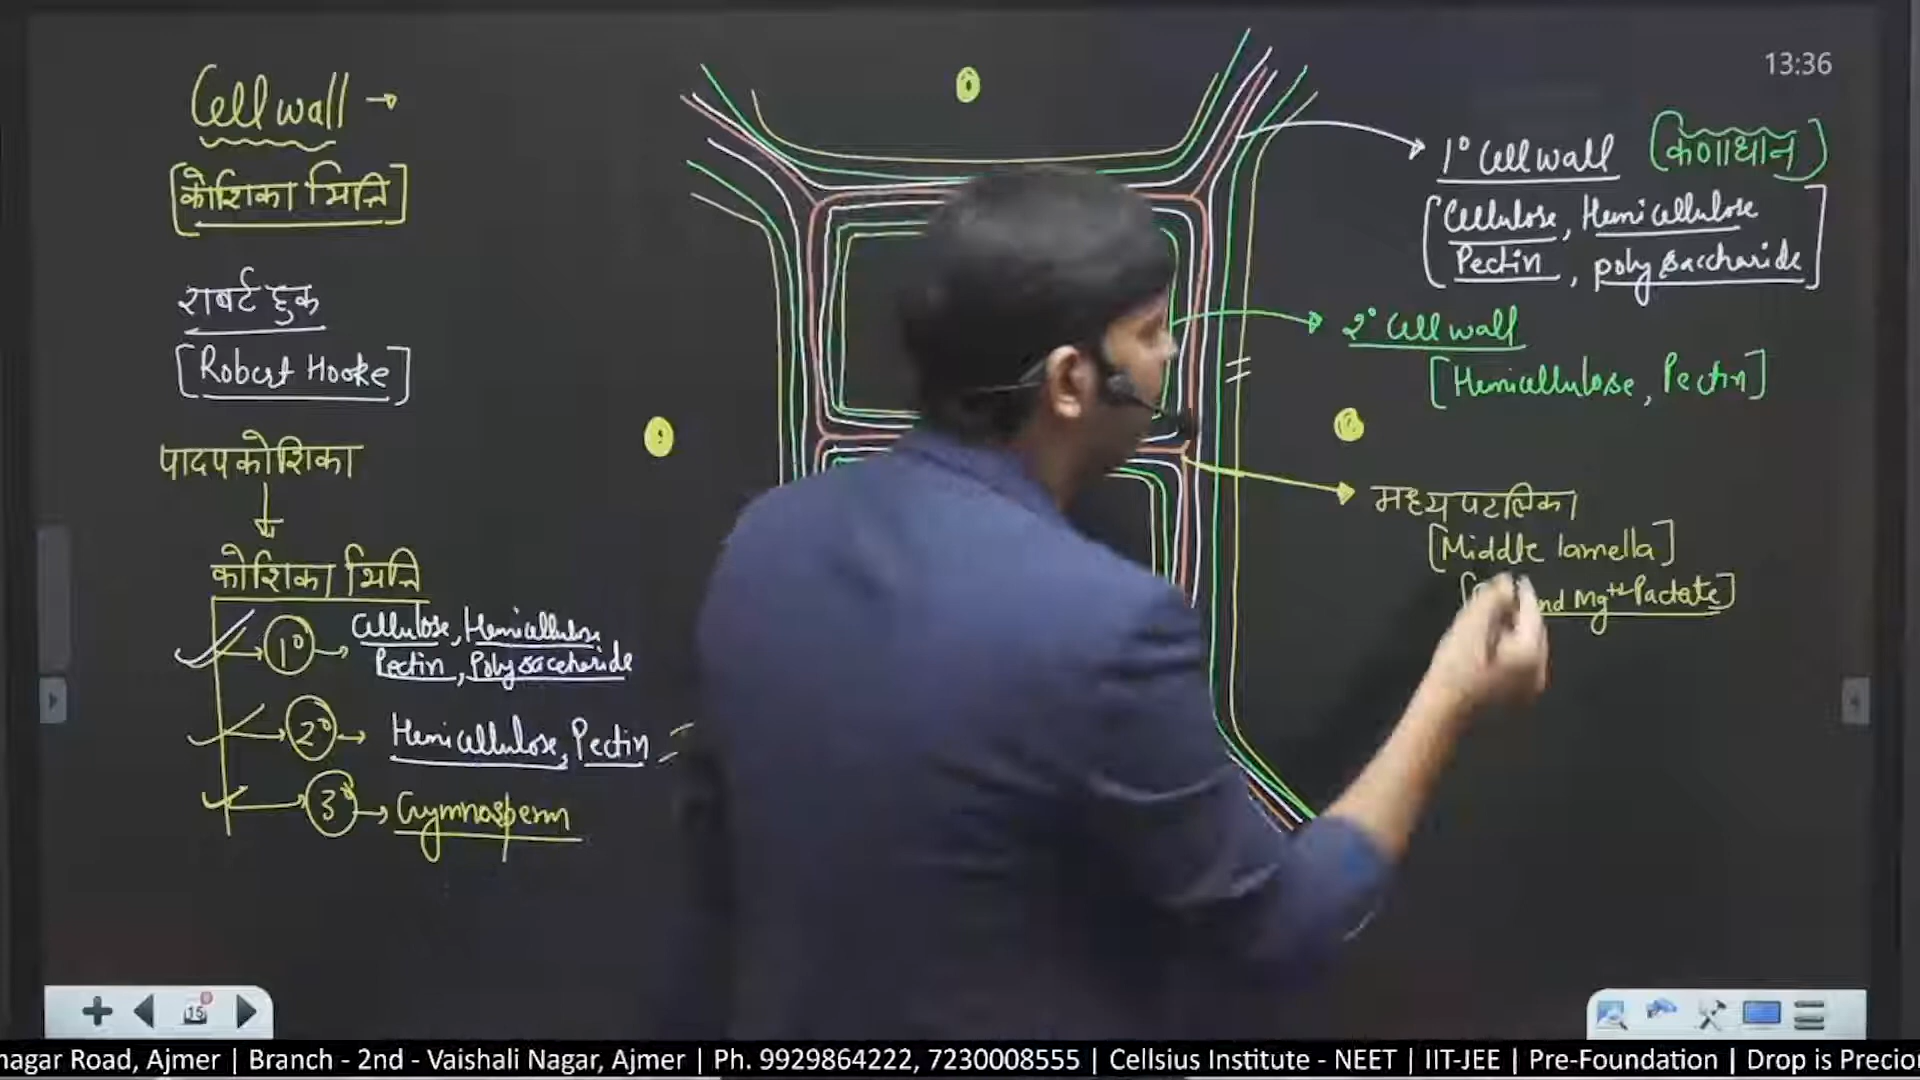 Cell wall →
[कोशिका भित्ति]
राबर्ट हुक
[Robert Hooke]
पादपकोशिका
कोशिका भित्ति
1° → Cellulose, Hemicellulose
Pectin, Polysaccharide
2° → Hemicellulose, Pectin
3° → Gymnosperm
13:36
1° Cell wall (कणाधान)
[Cellulose, Hemicellulose
Pectin, polysaccharide]
2° Cell wall
[Hemicellulose, Pectin]
मध्य पटलिका
[Middle lamella]
and Mg++ Pactate]
15
nagar Road, Ajmer | Branch - 2nd - Vaishali Nagar, Ajmer | Ph. 9929864222, 7230008555 | Cellsius Institute - NEET | IIT-JEE | Pre-Foundation | Drop is Precio